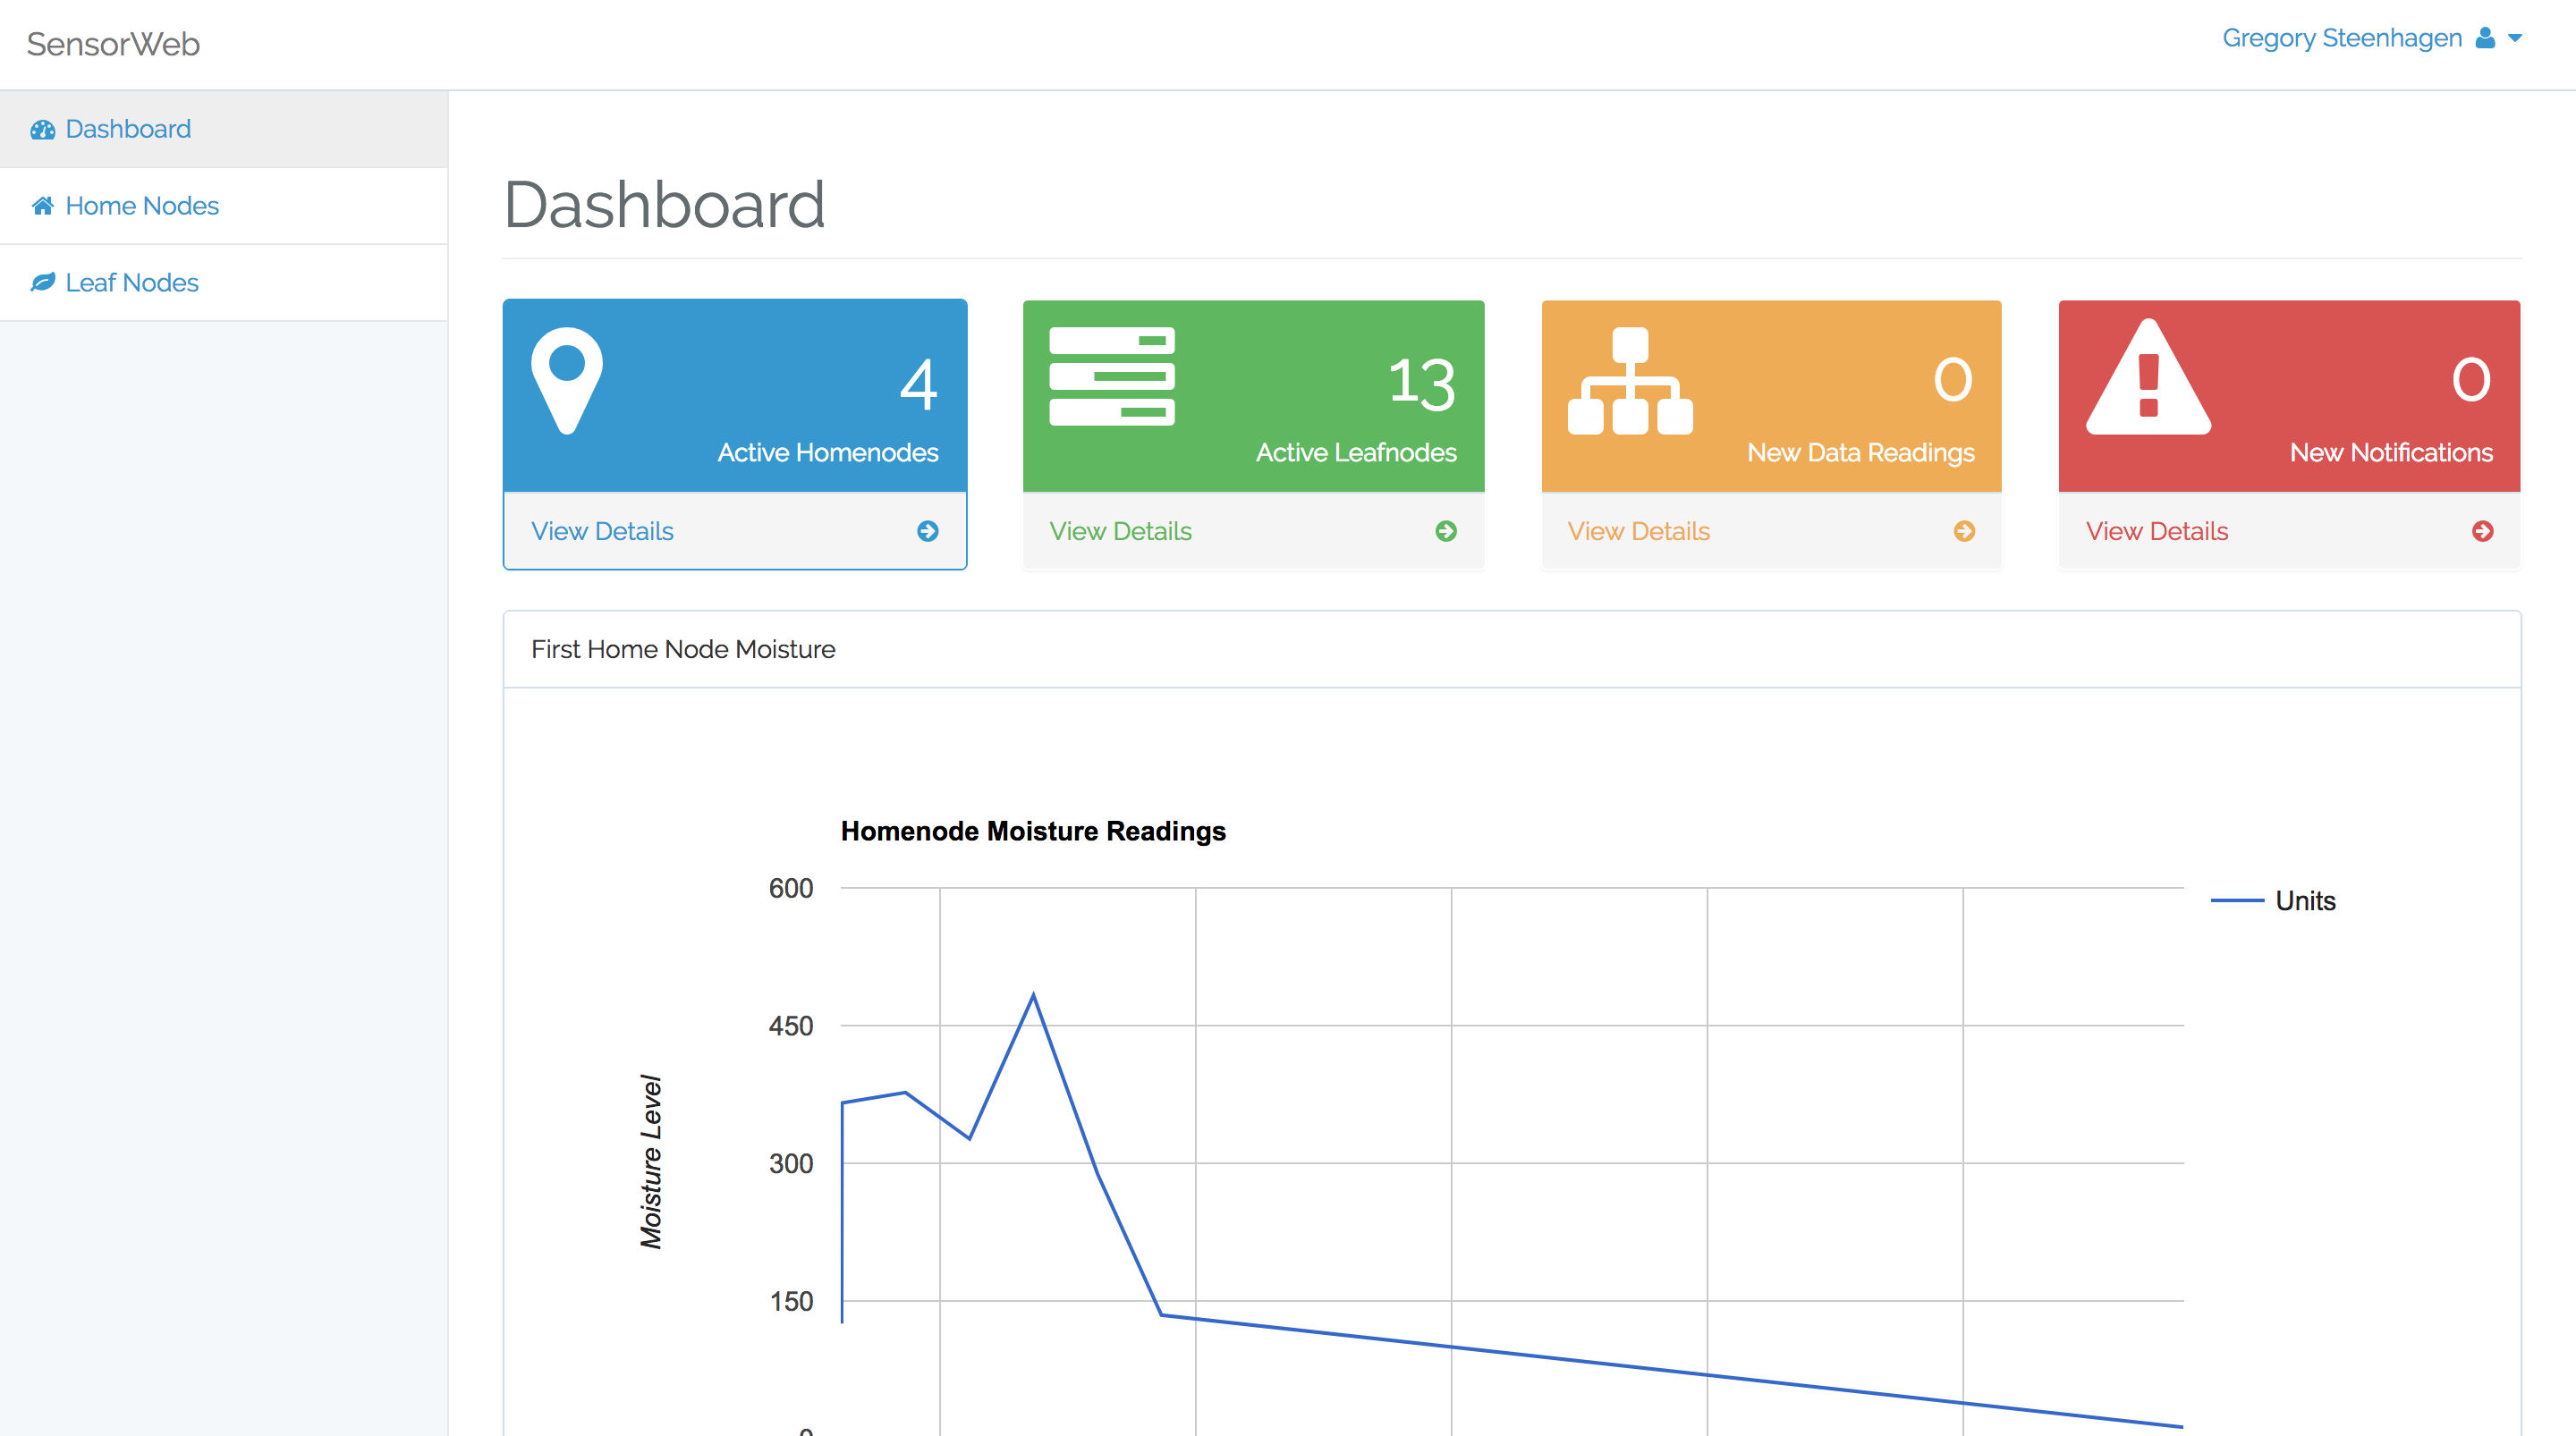 SensorWeb
Gregory Steenhagen
Dashboard
Home Nodes
Leaf Nodes
Dashboard
4
Active Homenodes
View Details
13
Active Leafnodes
View Details
0
New Data Readings
View Details
0
New Notifications
View Details
First Home Node Moisture
Homenode Moisture Readings
600
450
300
150
0
Moisture Level
Units